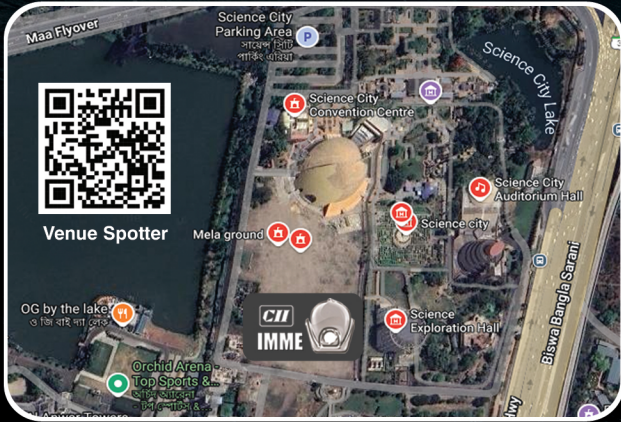 Maa Flyover
Science City
Parking Area
সায়েন্স সিটি
পার্কিং এরিয়া
P
Science City
Convention Centre
Science City Lake
Venue Spotter
Science City
Auditorium Hall
Mela ground
Science city
OG by the lake
ও জি বাই দ্যা লেক
CII
IMME
Science
Exploration Hall
Biswa Bangla Sarani
Orchid Arena -
Top Sports &...
Hwy